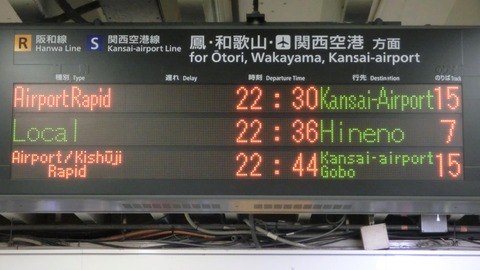 R 阪和線 S 関西空港線 鳳・和歌山・関西空港 方面
Hanwa Line Kansai-airport Line for Ōtori, Wakayama, Kansai-airport
種別 Type 遅れ Delay 時刻 Departure Time 行先 Destination のりば Track
Airport Rapid 22:30 Kansai-Airport 15
Local 22:36 Hineno 7
Airport/Kishūji Rapid 22:44 Kansai-airport Gobo 15